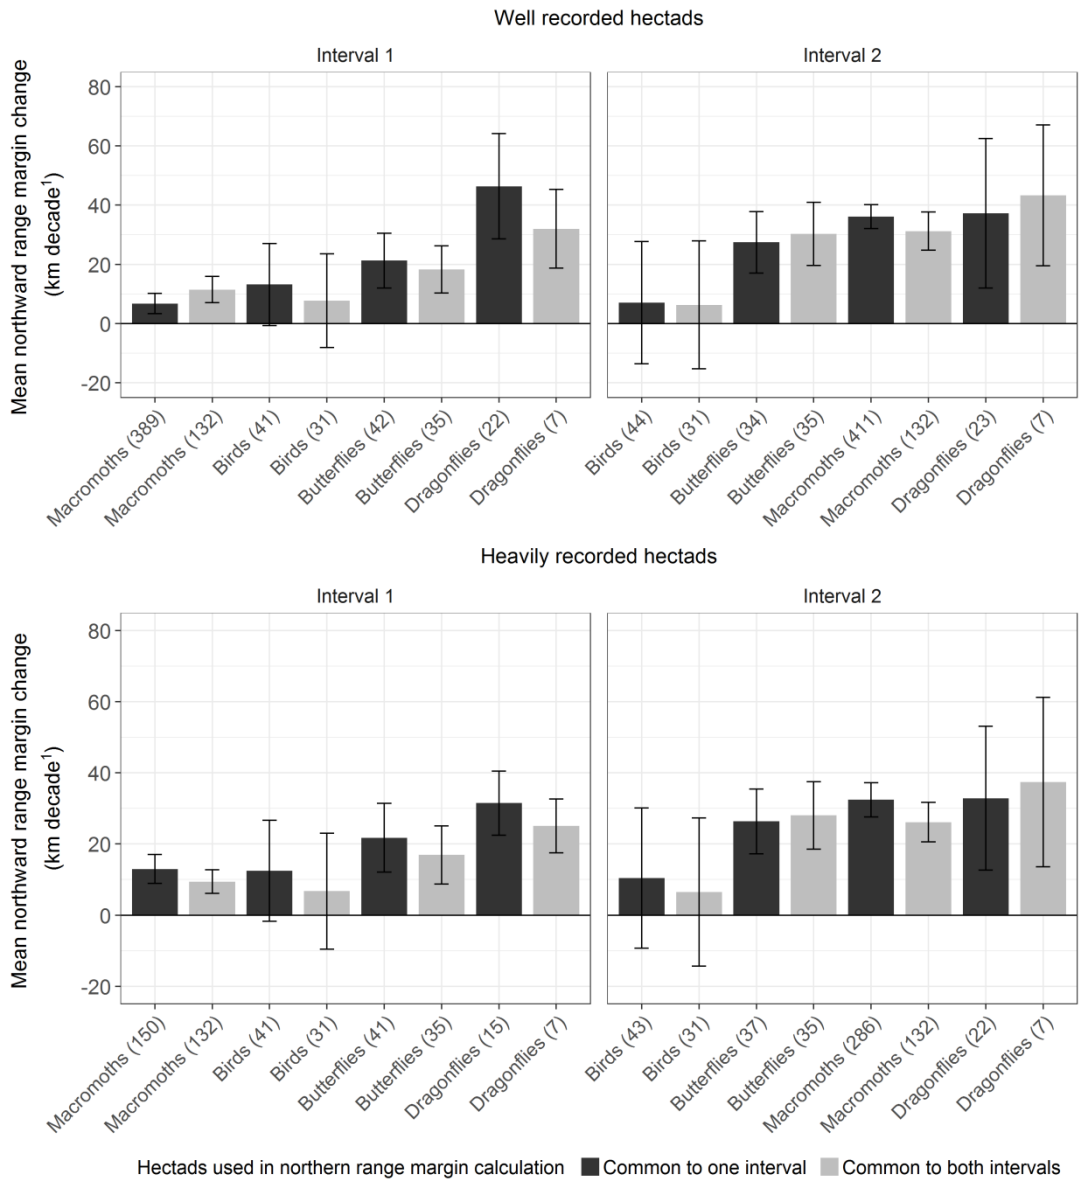 Well recorded hectads
Interval 1
Interval 2
Mean northward range margin change
(km decade¹)
80
60
40
20
0
-20
Macromoths (389)
Macromoths (132)
Birds (41)
Birds (31)
Butterflies (42)
Butterflies (35)
Dragonflies (22)
Dragonflies (7)
Birds (44)
Birds (31)
Butterflies (34)
Butterflies (35)
Macromoths (411)
Macromoths (132)
Dragonflies (23)
Dragonflies (7)
Heavily recorded hectads
Interval 1
Interval 2
Mean northward range margin change
(km decade¹)
80
60
40
20
0
-20
Macromoths (150)
Macromoths (132)
Birds (41)
Birds (31)
Butterflies (41)
Butterflies (35)
Dragonflies (15)
Dragonflies (7)
Birds (43)
Birds (31)
Butterflies (37)
Butterflies (35)
Macromoths (286)
Macromoths (132)
Dragonflies (22)
Dragonflies (7)
Hectads used in northern range margin calculation Common to one interval Common to both intervals